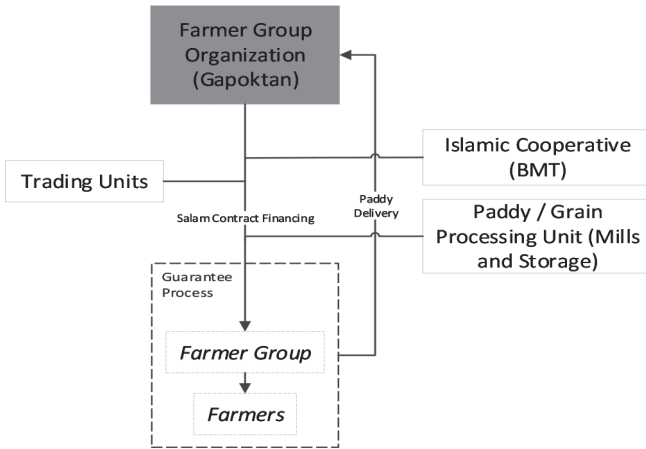 Farmer Group
Organization
(Gapoktan)
Islamic Cooperative
(BMT)
Trading Units
Paddy
Delivery
Salam Contract Financing
Paddy / Grain
Processing Unit (Mills
and Storage)
Guarantee
Process
Farmer Group
Farmers